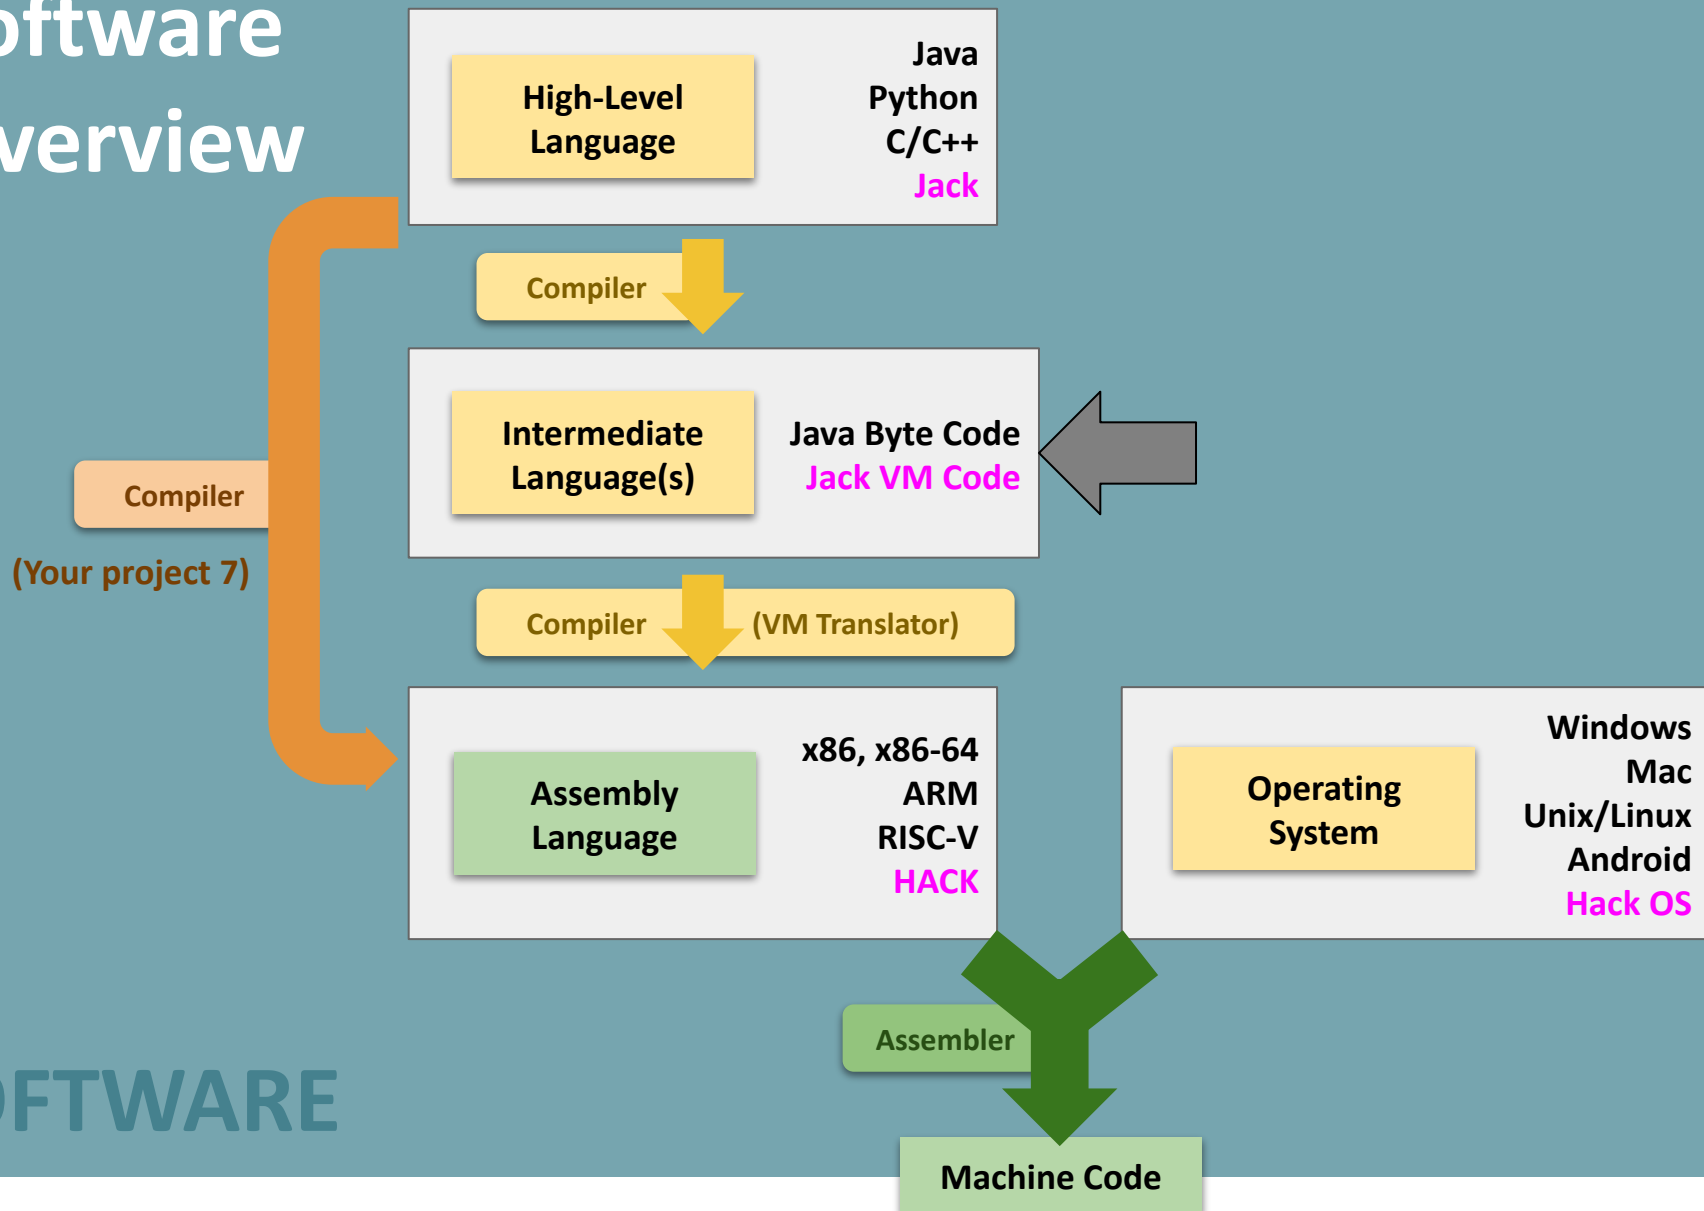 oftware
verview
High-Level
Language
Java
Python
C/C++
Jack
Compiler
Intermediate
Language(s)
Java Byte Code
Jack VM Code
Compiler
(Your project 7)
Compiler
(VM Translator)
Assembly
Language
x86, x86-64
ARM
RISC-V
HACK
Operating
System
Windows
Mac
Unix/Linux
Android
Hack OS
Assembler
OFTWARE
Machine Code